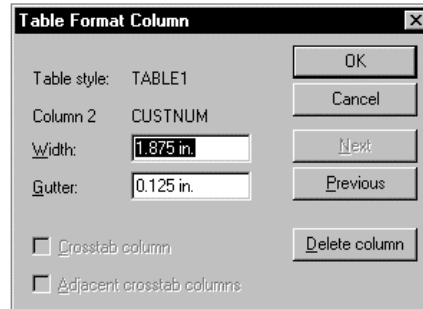 Table Format Column
Table style: TABLE1
Column 2 CUSTNUM
Width: 1.875 in.
Gutter: 0.125 in.
Crosstab column
Adjacent crosstab columns
OK
Cancel
Next
Previous
Delete column